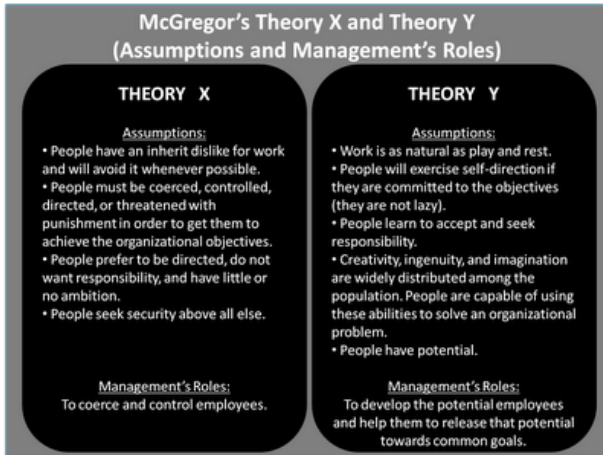 McGregor's Theory X and Theory Y
(Assumptions and Management's Roles)
THEORY X
Assumptions:
• People have an inherit dislike for work
and will avoid it whenever possible.
• People must be coerced, controlled,
directed, or threatened with
punishment in order to get them to
achieve the organizational objectives.
• People prefer to be directed, do not
want responsibility, and have little or
no ambition.
• People seek security above all else.
Management's Roles:
To coerce and control employees.
THEORY Y
Assumptions:
• Work is as natural as play and rest.
• People will exercise self-direction if
they are committed to the objectives
(they are not lazy).
• People learn to accept and seek
responsibility.
• Creativity, ingenuity, and imagination
are widely distributed among the
population. People are capable of using
these abilities to solve an organizational
problem.
• People have potential.
Management's Roles:
To develop the potential employees
and help them to release that potential
towards common goals.